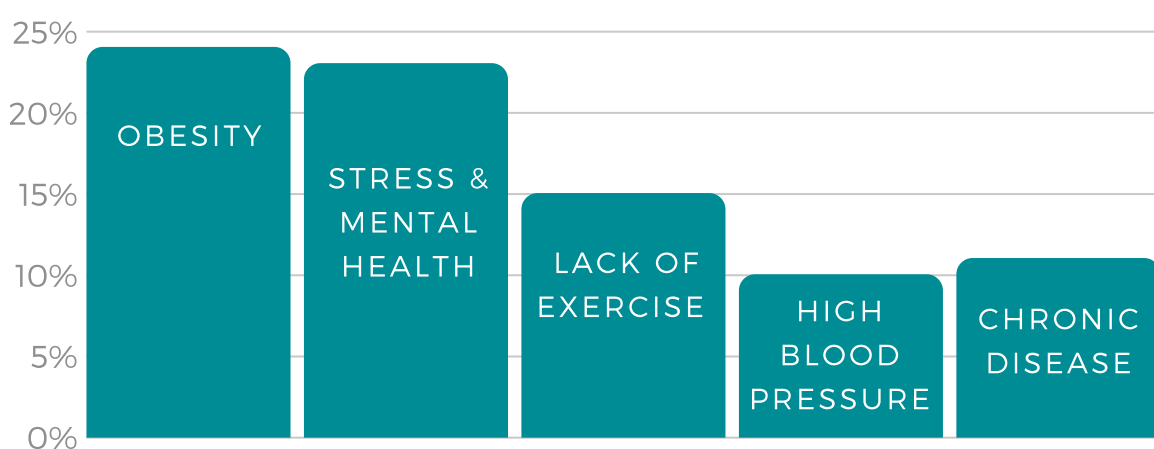 25%
20%
15%
10%
5%
0%
OBESITY
STRESS &
MENTAL
HEALTH
LACK OF
EXERCISE
HIGH
BLOOD
PRESSURE
CHRONIC
DISEASE